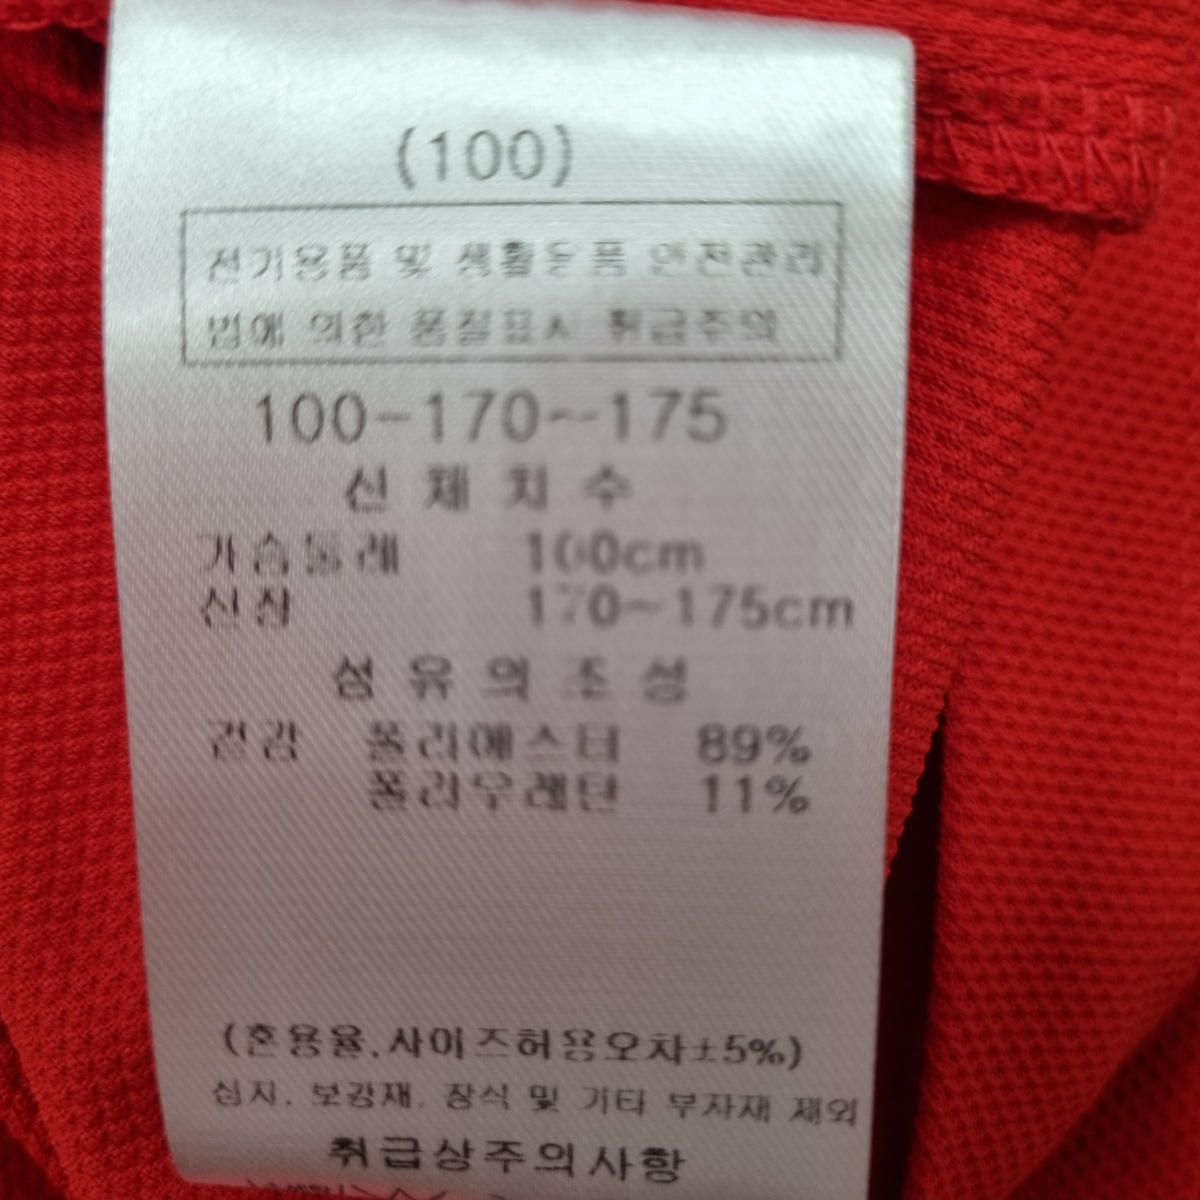 (100)
전기용품 및 생활용품 안전관리
법에 의한 품질표시 취급주의
100-170~175
신 체 치 수
가슴둘레 100cm
신장 170~175cm
섬 유 의 조 성
겉감 폴리에스터 89%
폴리우레탄 11%
(혼용율.사이즈허용오차±5%)
심지. 보강재. 장식 및 기타 부자재 제외
취급상주의사항